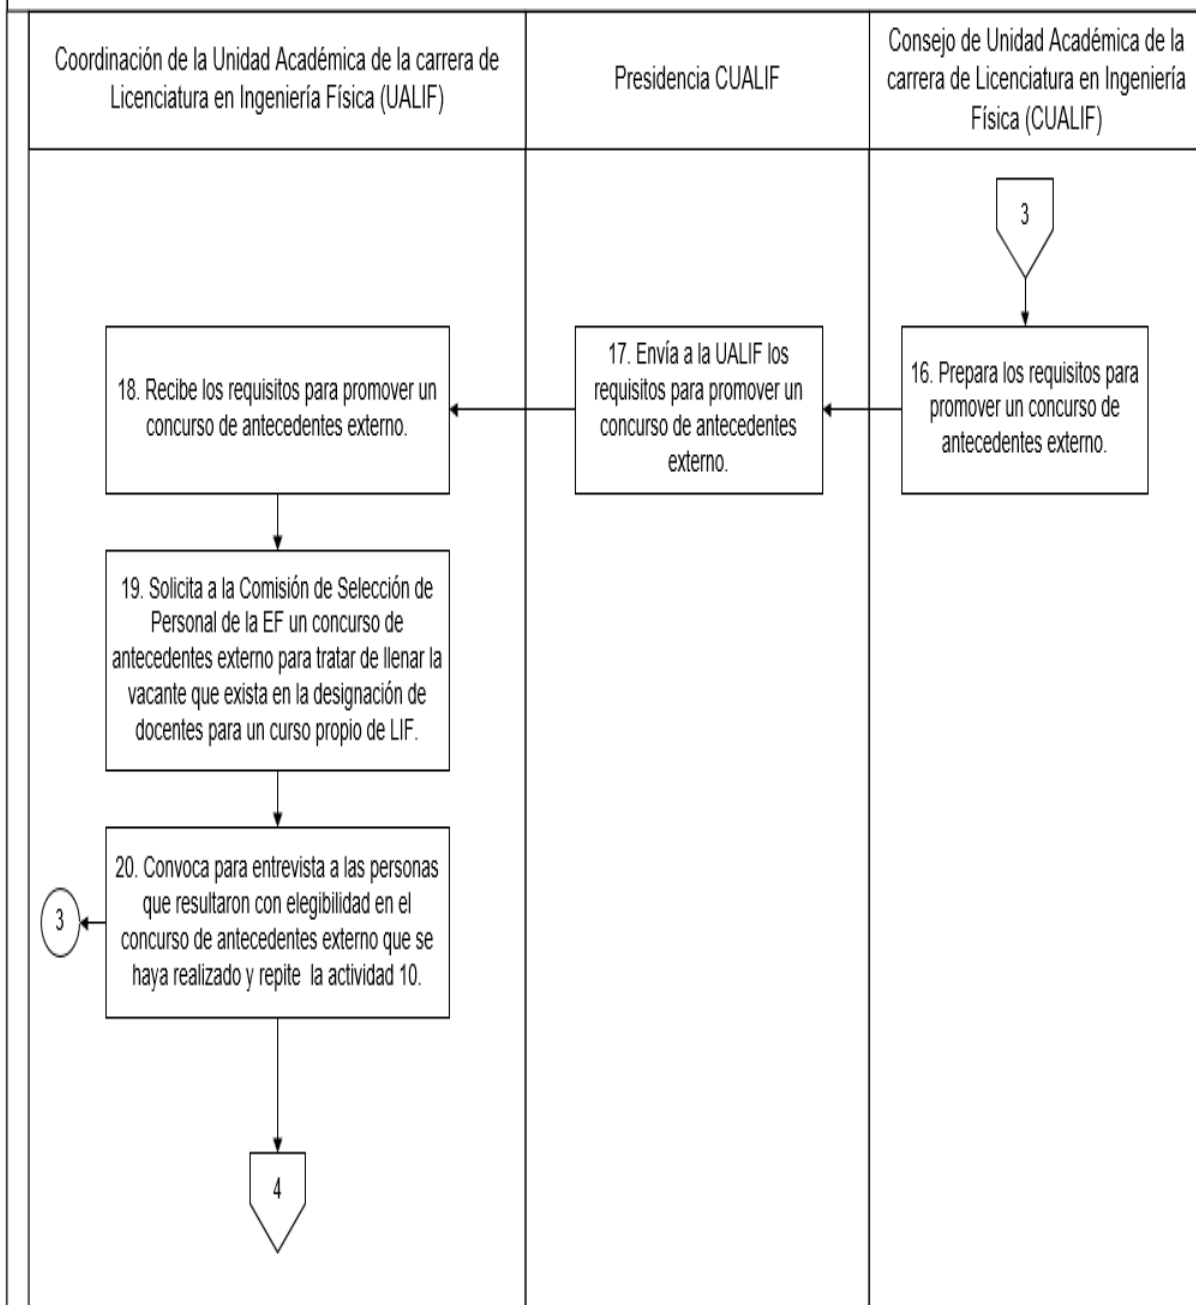 Coordinación de la Unidad Académica de la carrera de
Licenciatura en Ingeniería Física (UALIF)
Presidencia CUALIF
Consejo de Unidad Académica de la
carrera de Licenciatura en Ingeniería
Física (CUALIF)
3
16. Prepara los requisitos para
promover un concurso de
antecedentes externo.
17. Envía a la UALIF los
requisitos para promover un
concurso de antecedentes
externo.
18. Recibe los requisitos para promover un
concurso de antecedentes externo.
19. Solicita a la Comisión de Selección de
Personal de la EF un concurso de
antecedentes externo para tratar de llenar la
vacante que exista en la designación de
docentes para un curso propio de LIF.
20. Convoca para entrevista a las personas
que resultaron con elegibilidad en el
concurso de antecedentes externo que se
haya realizado y repite la actividad 10.
3
4